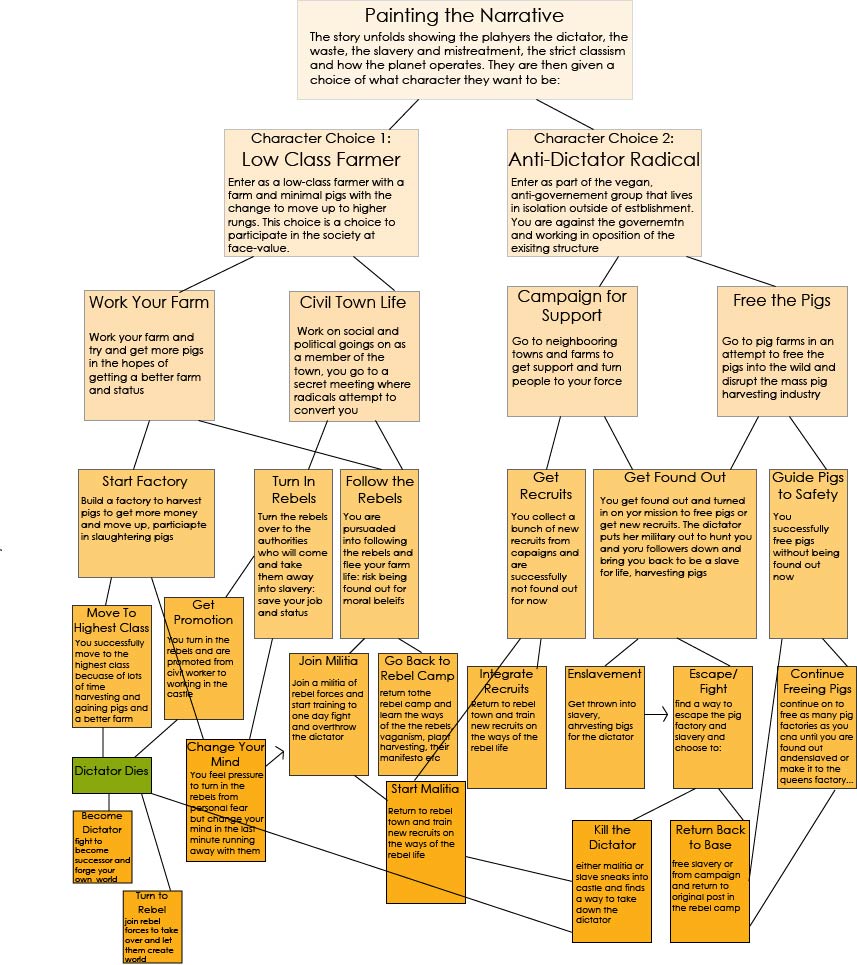 Painting the Narrative
The story unfolds showing the plahyers the dictator, the
waste, the slavery and mistreatment, the strict classism
and how the planet operates. They are then given a
choice of what character they want to be:
Character Choice 1:
Low Class Farmer
Enter as a low-class farmer with a
farm and minimal pigs with the
change to move up to higher
rungs. This choice is a choice to
participate in the society at
face-value.
Character Choice 2:
Anti-Dictator Radical
Enter as part of the vegan,
anti-governement group that lives
in isolation outside of estblishment.
You are against the governemtn
and working in oposition of the
exisitng structure
Work Your Farm
Work your farm and
try and get more pigs
in the hopes of
getting a better farm
and status
Civil Town Life
Work on social and
political goings on as
a member of the
town, you go to a
secret meeting where
radicals attempt to
convert you
Campaign for
Support
Go to neighbooring
towns and farms to
get support and turn
people to your force
Free the Pigs
Go to pig farms in an
attempt to free the
pigs into the wild and
disrupt the mass pig
harvesting industry
Start Factory
Build a factory to harvest
pigs to get more money
and move up, particiapte
in slaughtering pigs
Turn In
Rebels
Turn the rebels
over to the
authorities
who will come
and take
them away
into slavery:
save your job
and status
Follow the
Rebels
You are
pursuaded
into following
the rebels and
flee your farm
life: risk being
found out for
moral beleifs
Get
Recruits
You collect a
bunch of new
recruits from
capaigns and
are
successfully
not found out
for now
Get Found Out
You get found out and turned
in on yor mission to free pigs or
get new recruits. The dictator
puts her military out to hunt you
and yoru followers down and
bring you back to be a slave
for life, harvesting pigs
Guide Pigs
to Safety
You
successfully
free pigs
without being
found out
now
Move To
Highest Class
You successfully
move to the
highest class
becuase of lots
of time
harvesting and
gaining pigs and
a better farm
Get
Promotion
You turn in the
rebels and are
promoted from
civic worker to
working in the
castle
Join Militia
Join a militia of
rebel forces and
start training to
one day fight
and overthrow
the dictator
Go Back to
Rebel Camp
return tothe
rebel camp and
learn the ways
of the the rebels,
vaganism, plant
harvesting, their
manifesto etc
Integrate
Recruits
Return to rebel
town and train
new recruits on
the ways of the
rebel life
Enslavement
Get thrown into
slavery,
ahrvesting bigs
for the dictator
Escape/
Fight
find a way to
escape the pig
factory and
slavery and
choose to:
Continue
Freeing Pigs
continue on to
free as many pig
factories as you
cna until you are
found out
andenslaved or
make it to the
queens factory...
Dictator Dies
Change Your
Mind
You feel pressure
to turn in the
rebels from
personal fear
but change your
mind in the last
minute running
away with them
Start Malitia
Return to rebel
town and train
new recruits on
the ways of the
rebel life
Become
Dictator
fight to
become
successor and
forge your
own world
Kill the
Dictator
either malitia or
slave sneaks into
castle and finds
a way to take
down the
dictator
Return Back
to Base
free slavery or
from campaign
and return to
original post in
the rebel camp
Turn to
Rebel
join rebel
forces to take
over and let
them create
world